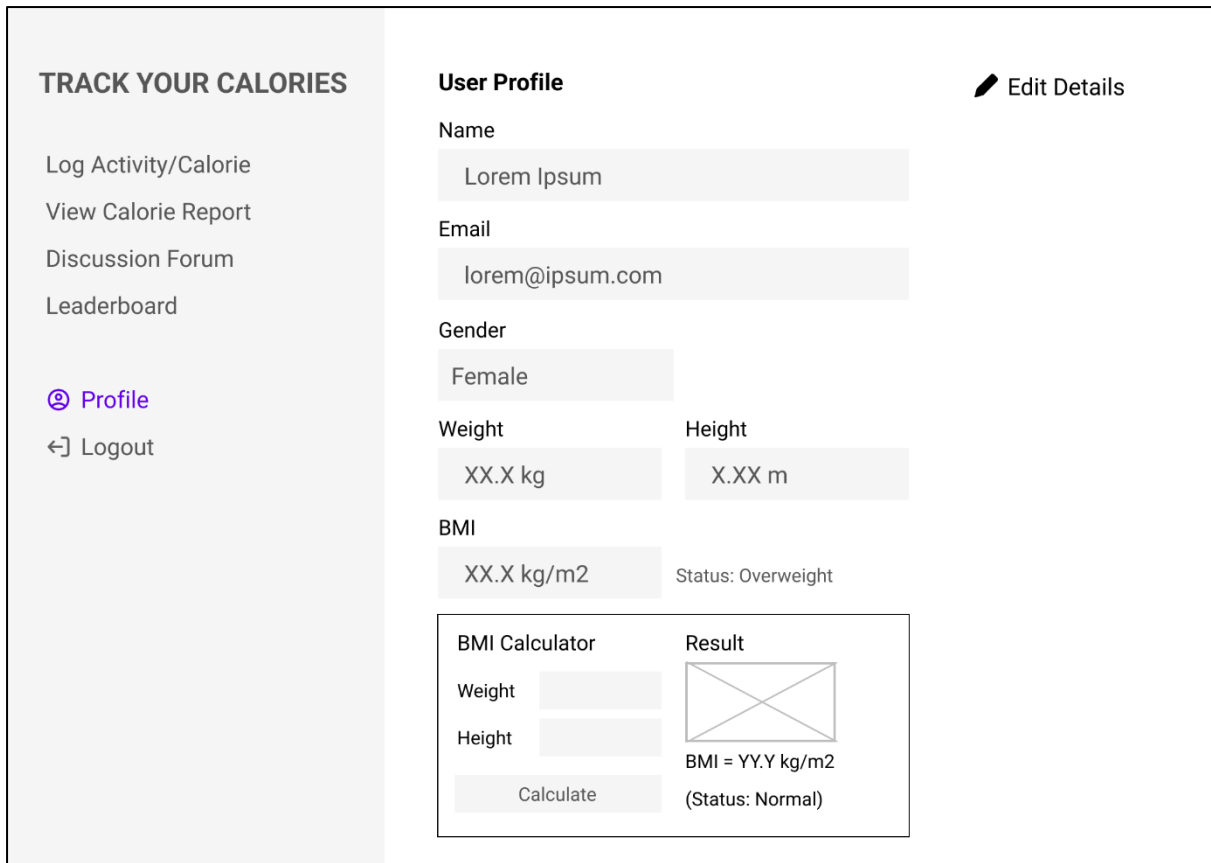 TRACK YOUR CALORIES
Log Activity/Calorie
View Calorie Report
Discussion Forum
Leaderboard
Profile
Logout
User Profile
Edit Details
Name
Lorem Ipsum
Email
lorem@ipsum.com
Gender
Female
Weight
Height
XX.X kg
X.XX m
BMI
XX.X kg/m2
Status: Overweight
BMI Calculator
Weight
Height
Calculate
Result
BMI = YY.Y kg/m2
(Status: Normal)